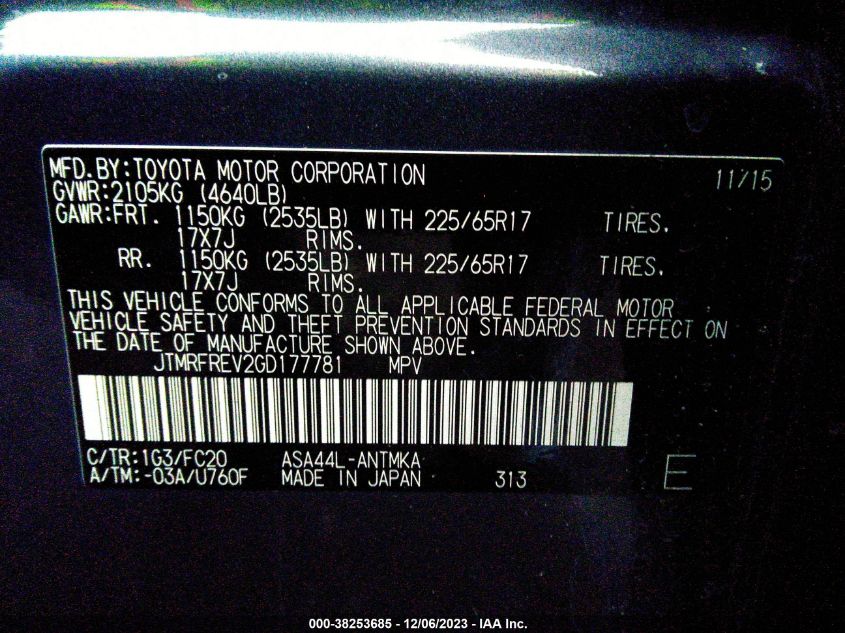 MFD.BY:TOYOTA MOTOR CORPORATION 11/15
GVWR:2105KG (4640LB)
GAWR:FRT. 1150KG (2535LB) WITH 225/65R17 TIRES.
17X7J RIMS.
RR. 1150KG (2535LB) WITH 225/65R17 TIRES.
17X7J RIMS.
THIS VEHICLE CONFORMS TO ALL APPLICABLE FEDERAL MOTOR
VEHICLE SAFETY AND THEFT PREVENTION STANDARDS IN EFFECT ON
THE DATE OF MANUFACTURE SHOWN ABOVE.
JTMRFREV2GD177781 MPV
C/TR:1G3/FC20 ASA44L-ANTMKA
A/TM:-03A/U760F MADE IN JAPAN 313 E
000-38253685 - 12/06/2023 - IAA Inc.